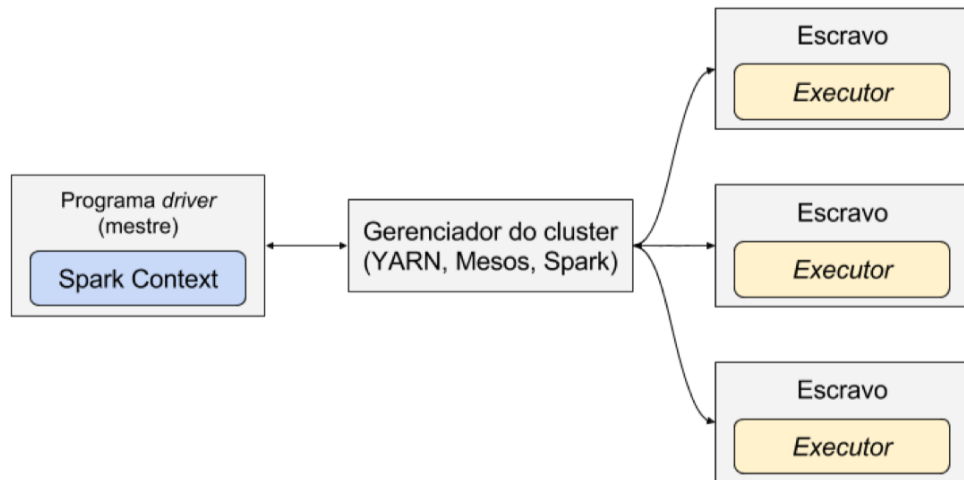 Programa driver
(mestre)
Spark Context
Gerenciador do cluster
(YARN, Mesos, Spark)
Escravo
Executor
Escravo
Executor
Escravo
Executor